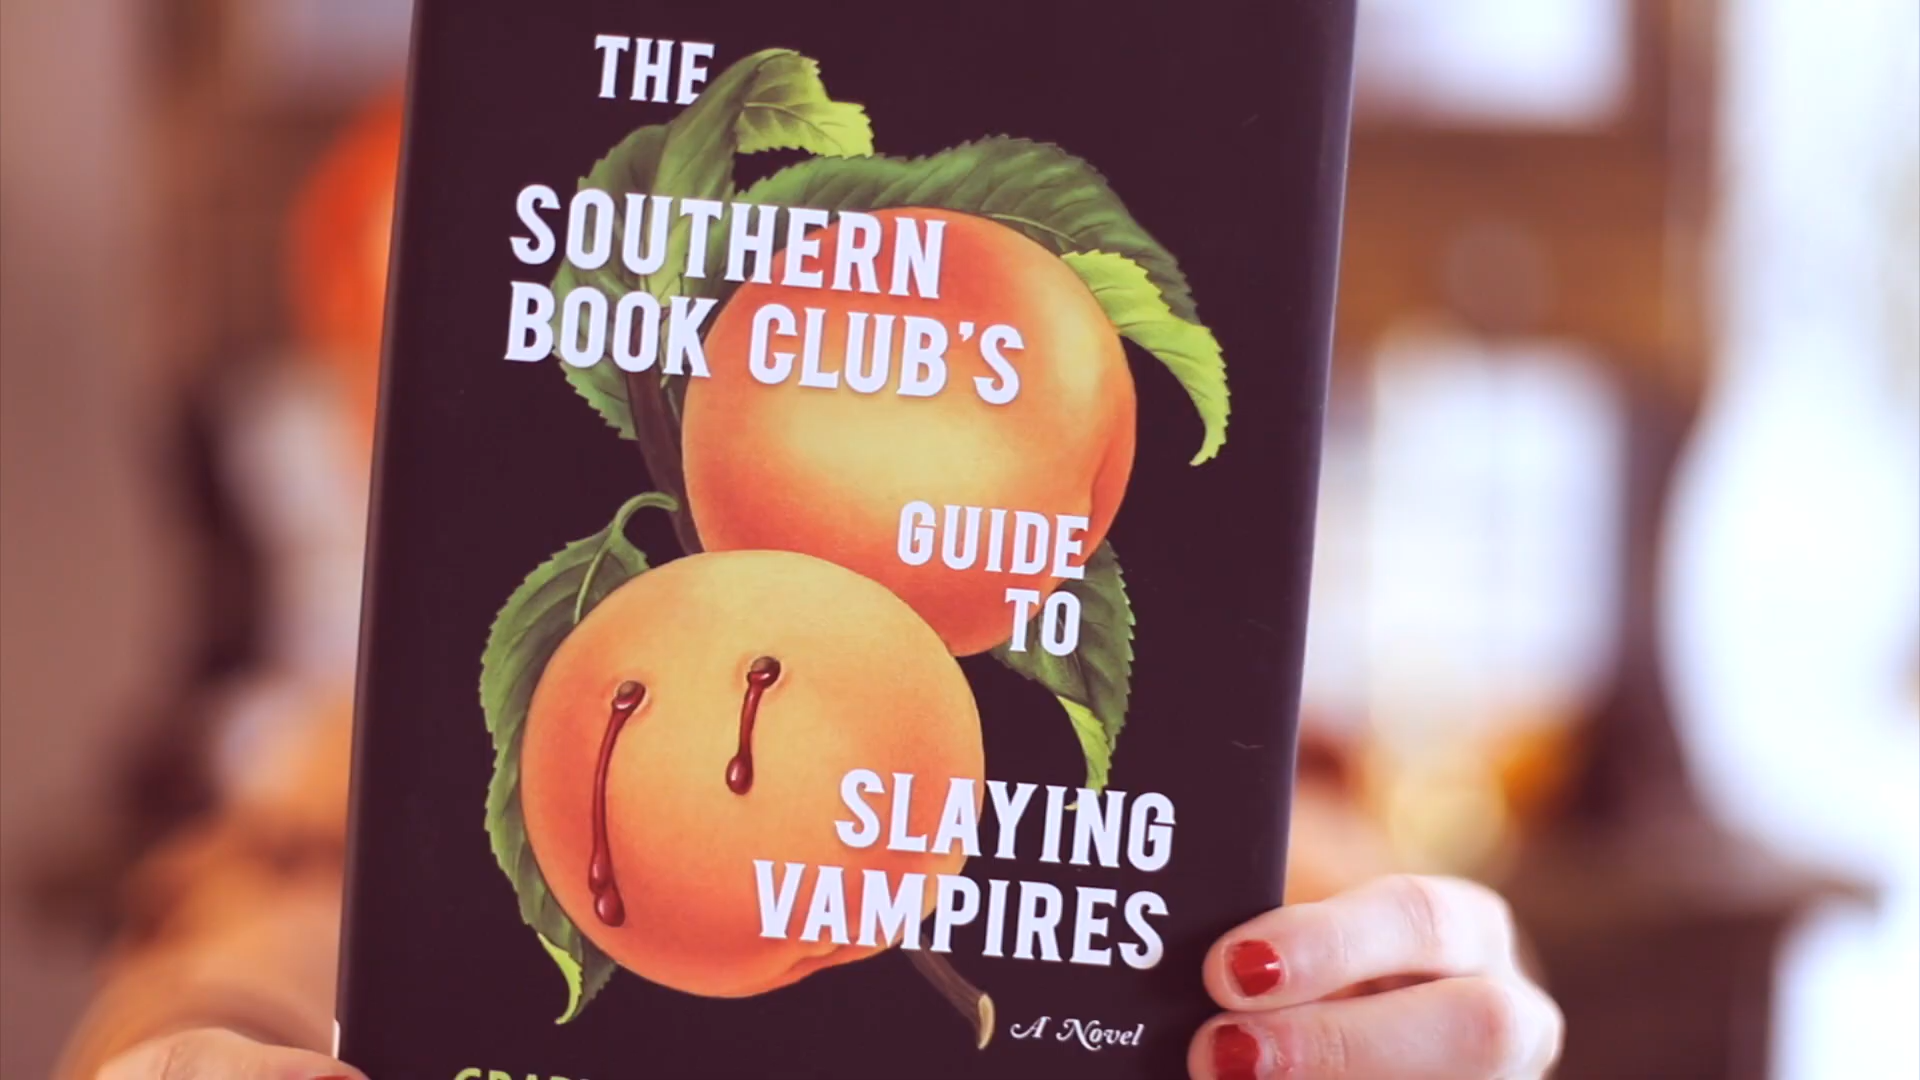 THE
SOUTHERN
BOOK CLUB'S
GUIDE
TO
SLAYING
VAMPIRES
A Novel